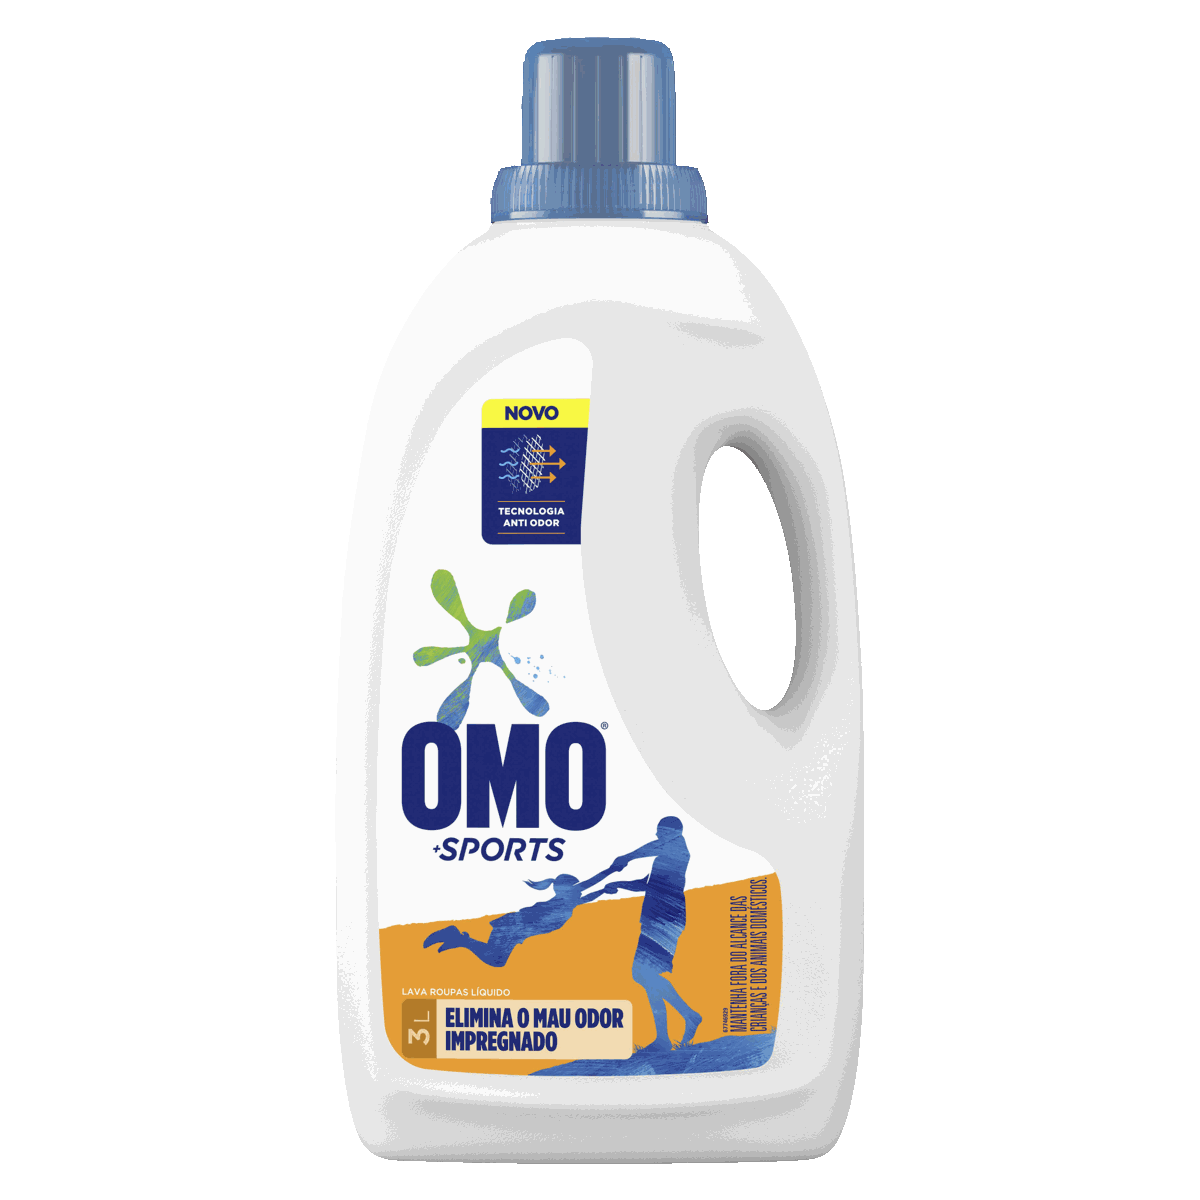 NOVO
TECNOLOGIA
ANTI ODOR
OMO®
+SPORTS
LAVA ROUPAS LÍQUIDO
3 L
ELIMINA O MAU ODOR
IMPREGNADO
MANTENHA FORA DO ALCANCE DAS
CRIANÇAS E DOS ANIMAIS DOMÉSTICOS.